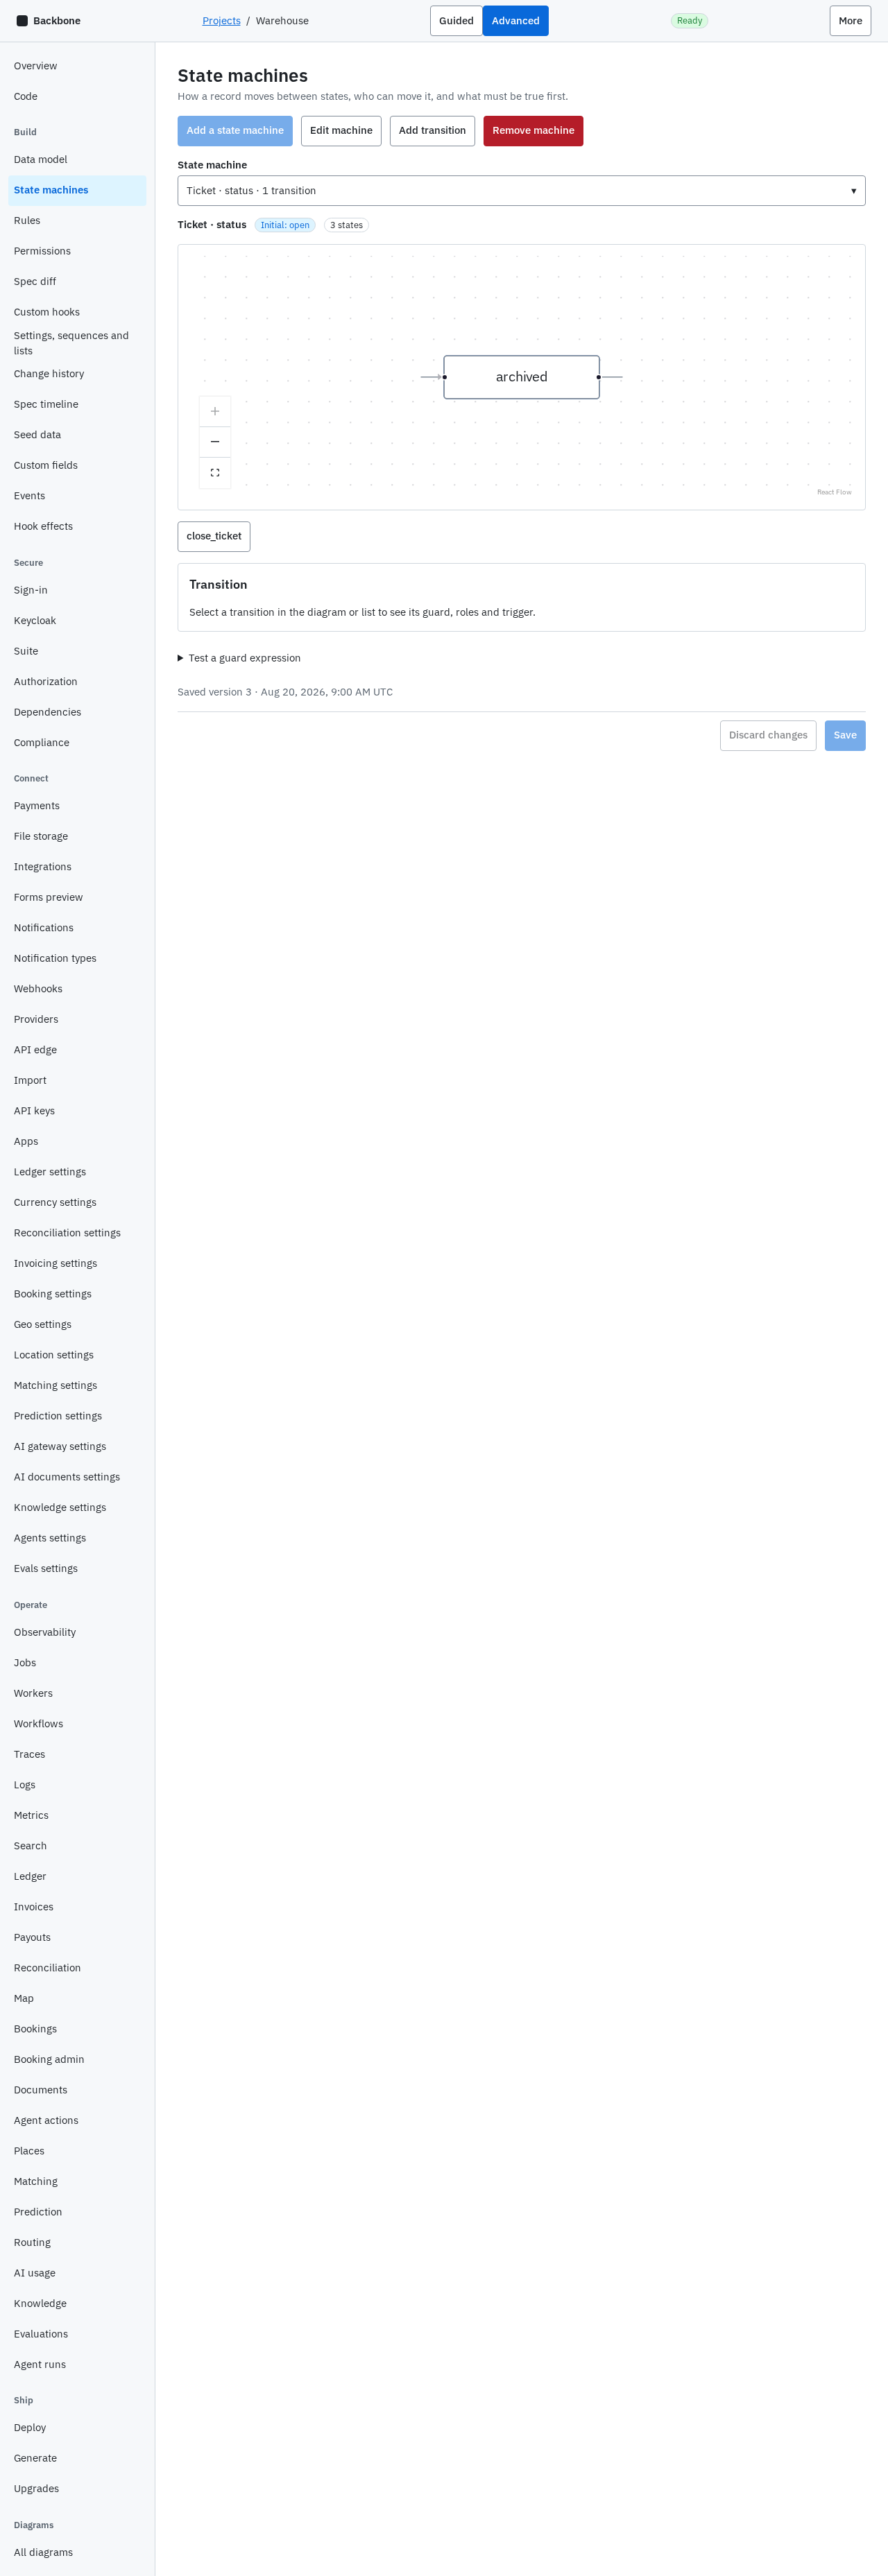 Backbone
Projects / Warehouse
Guided
Advanced
Ready
More
Overview
Code
Build
Data model
State machines
Rules
Permissions
Spec diff
Custom hooks
Settings, sequences and
lists
Change history
Spec timeline
Seed data
Custom fields
Events
Hook effects
Secure
Sign-in
Keycloak
Suite
Authorization
Dependencies
Compliance
Connect
Payments
File storage
Integrations
Forms preview
Notifications
Notification types
Webhooks
Providers
API edge
Import
API keys
Apps
Ledger settings
Currency settings
Reconciliation settings
Invoicing settings
Booking settings
Geo settings
Location settings
Matching settings
Prediction settings
AI gateway settings
AI documents settings
Knowledge settings
Agents settings
Evals settings
Operate
Observability
Jobs
Workers
Workflows
Traces
Logs
Metrics
Search
Ledger
Invoices
Payouts
Reconciliation
Map
Bookings
Booking admin
Documents
Agent actions
Places
Matching
Prediction
Routing
AI usage
Knowledge
Evaluations
Agent runs
Ship
Deploy
Generate
Upgrades
Diagrams
All diagrams
State machines
How a record moves between states, who can move it, and what must be true first.
Add a state machine
Edit machine
Add transition
Remove machine
State machine
Ticket · status · 1 transition
Ticket · status
Initial: open
3 states
archived
React Flow
close_ticket
Transition
Select a transition in the diagram or list to see its guard, roles and trigger.
Test a guard expression
Saved version 3 · Aug 20, 2026, 9:00 AM UTC
Discard changes
Save